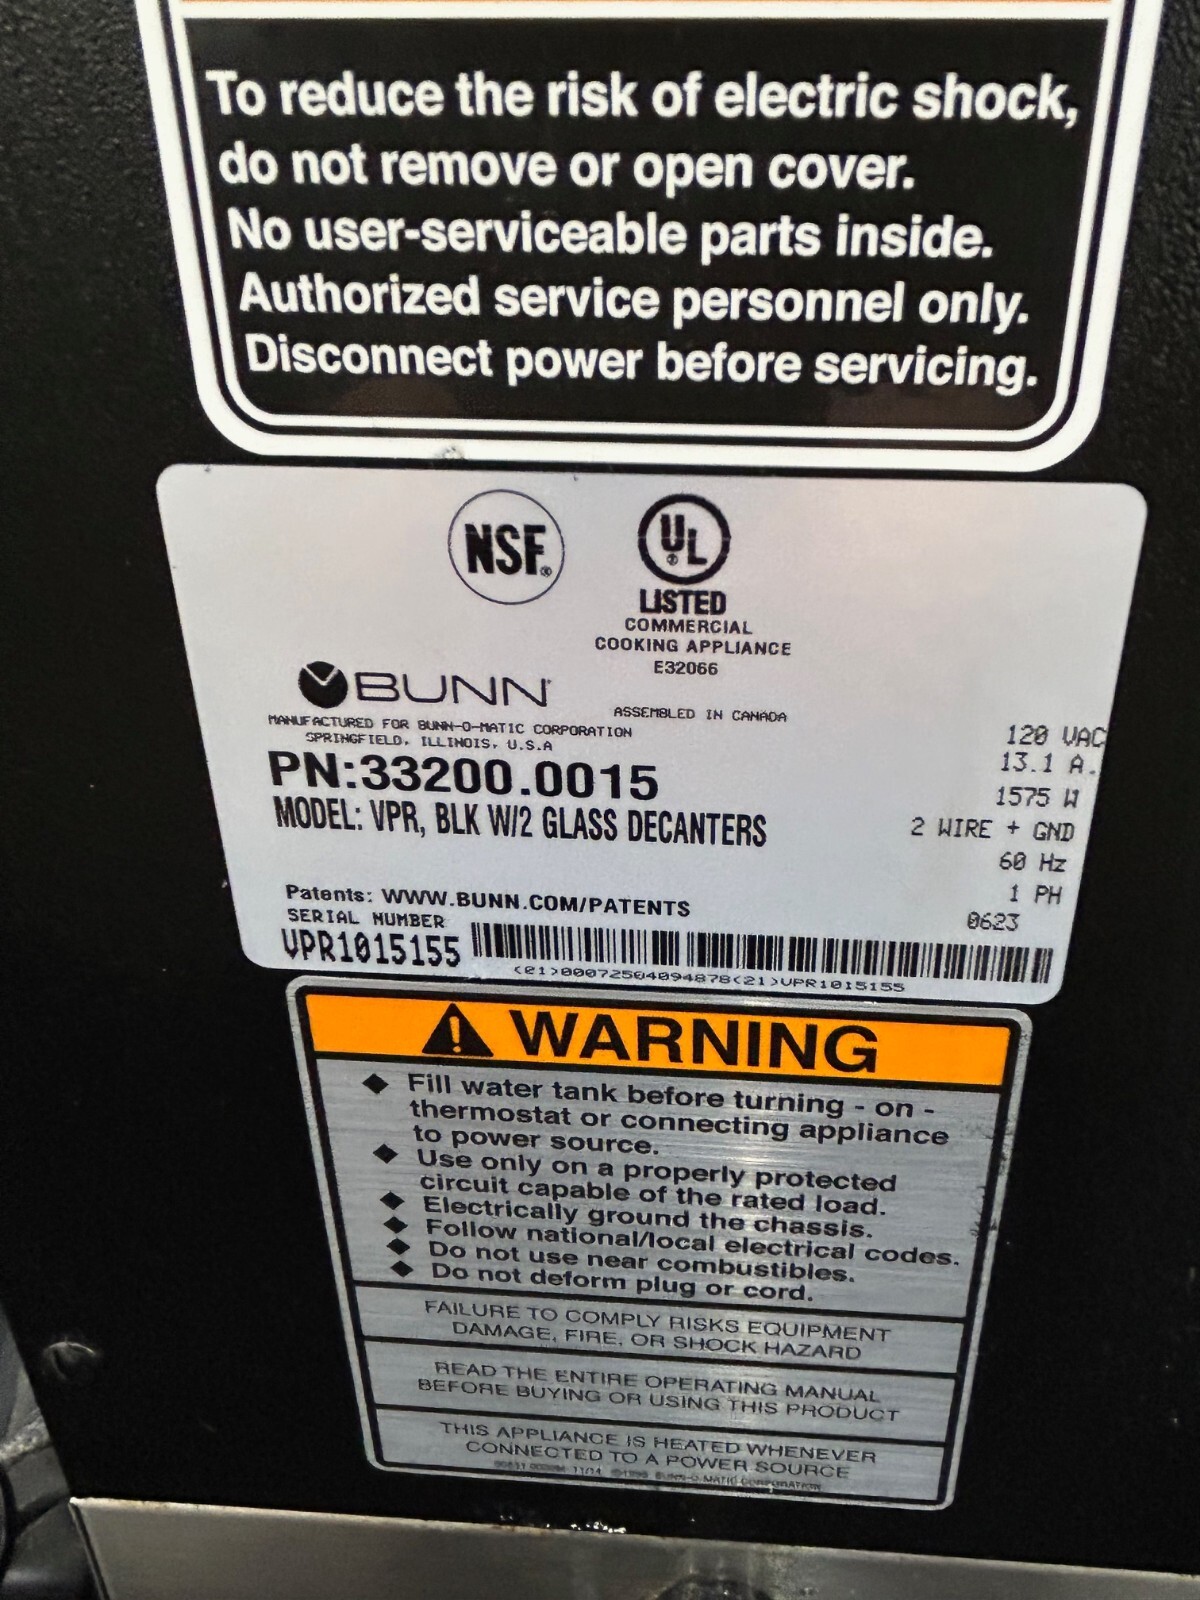 To reduce the risk of electric shock,
do not remove or open cover.
No user-serviceable parts inside.
Authorized service personnel only.
Disconnect power before servicing.
NSF®
UL®
LISTED
COMMERCIAL
COOKING APPLIANCE
E32066
BUNN®
ASSEMBLED IN CANADA
MANUFACTURED FOR BUNN-O-MATIC CORPORATION
SPRINGFIELD, ILLINOIS, U.S.A
PN:33200.0015
MODEL: VPR, BLK W/2 GLASS DECANTERS
120 VAC
13.1 A.
1575 W
2 WIRE + GND
60 Hz
1 PH
0623
Patents: WWW.BUNN.COM/PATENTS
SERIAL NUMBER
VPR1015155
(21)VPR1015155
WARNING
◆ Fill water tank before turning - on -
thermostat or connecting appliance
to power source.
◆ Use only on a properly protected
circuit capable of the rated load.
◆ Electrically ground the chassis.
◆ Follow national/local electrical codes.
◆ Do not use near combustibles.
◆ Do not deform plug or cord.
FAILURE TO COMPLY RISKS EQUIPMENT
DAMAGE, FIRE, OR SHOCK HAZARD
READ THE ENTIRE OPERATING MANUAL
BEFORE BUYING OR USING THIS PRODUCT
THIS APPLIANCE IS HEATED WHENEVER
CONNECTED TO A POWER SOURCE
11/14 BUNN-O-MATIC CORPORATION